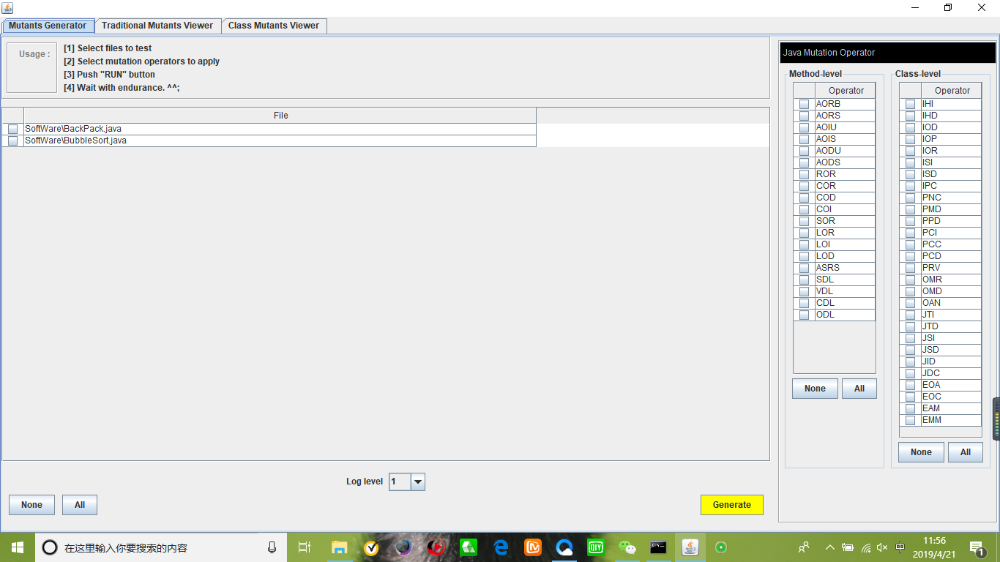 Mutants Generator
Traditional Mutants Viewer
Class Mutants Viewer
Usage :
[1] Select files to test
[2] Select mutation operators to apply
[3] Push "RUN" button
[4] Wait with endurance. ^^;
File
SoftWare\BackPack.java
SoftWare\BubbleSort.java
Log level
1
None
All
Generate
Java Mutation Operator
Method-level
Operator
AORB
AORS
AOIU
AOIS
AODU
AODS
ROR
COR
COD
COI
SOR
LOR
LOI
LOD
ASRS
SDL
VDL
CDL
ODL
None
All
Class-level
Operator
IHI
IHD
IOD
IOP
IOR
ISI
ISD
IPC
PNC
PMD
PPD
PCI
PCC
PCD
PRV
OMR
OMD
OAN
JTI
JTD
JSI
JSD
JID
JDC
EOA
EOC
EAM
EMM
None
All
在这里输入你要搜索的内容
QIY
中
11:56
2019/4/21
1